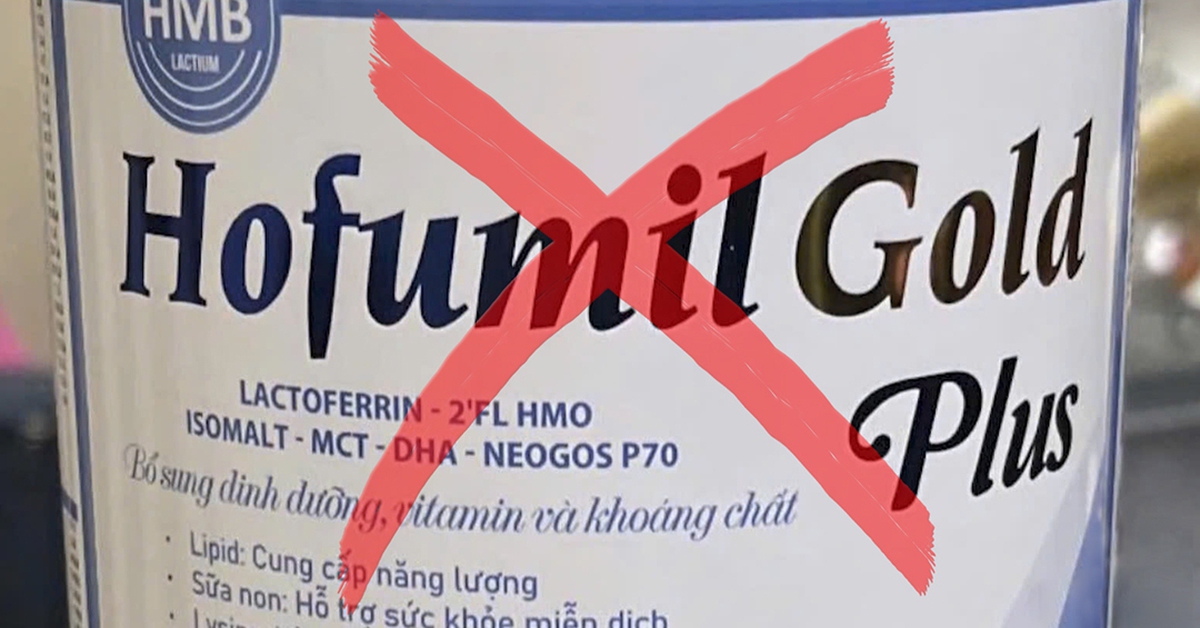 HMB
LACTIUM
Hofumil Gold
Plus
LACTOFERRIN - 2'FL HMO
ISOMALT - MCT - DHA - NEOGOS P70
Bổ sung dinh dưỡng, vitamin và khoáng chất
• Lipid: Cung cấp năng lượng
• Sữa non: Hỗ trợ sức khỏe miễn dịch